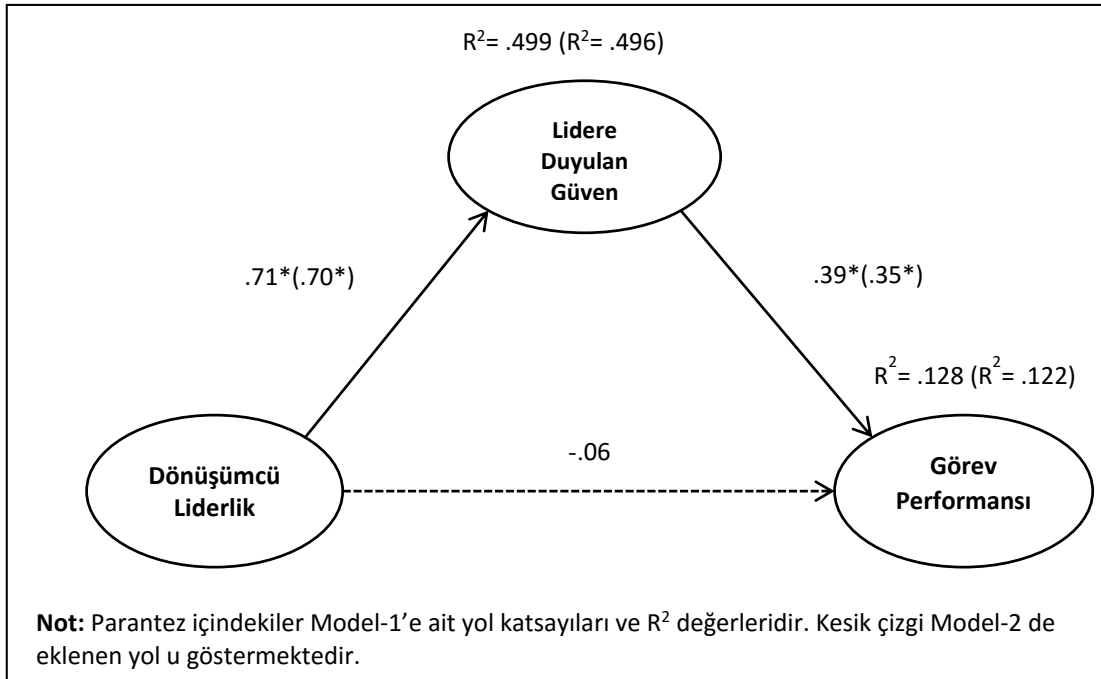 R²= .499 (R²= .496)
Lidere
Duyulan
Güven
.71*(.70*)
.39*(.35*)
R²= .128 (R²= .122)
-.06
Dönüşümcü
Liderlik
Görev
Performansı
Not: Parantez içindekiler Model-1’e ait yol katsayıları ve R² değerleridir. Kesik çizgi Model-2 de
eklenen yol u göstermektedir.